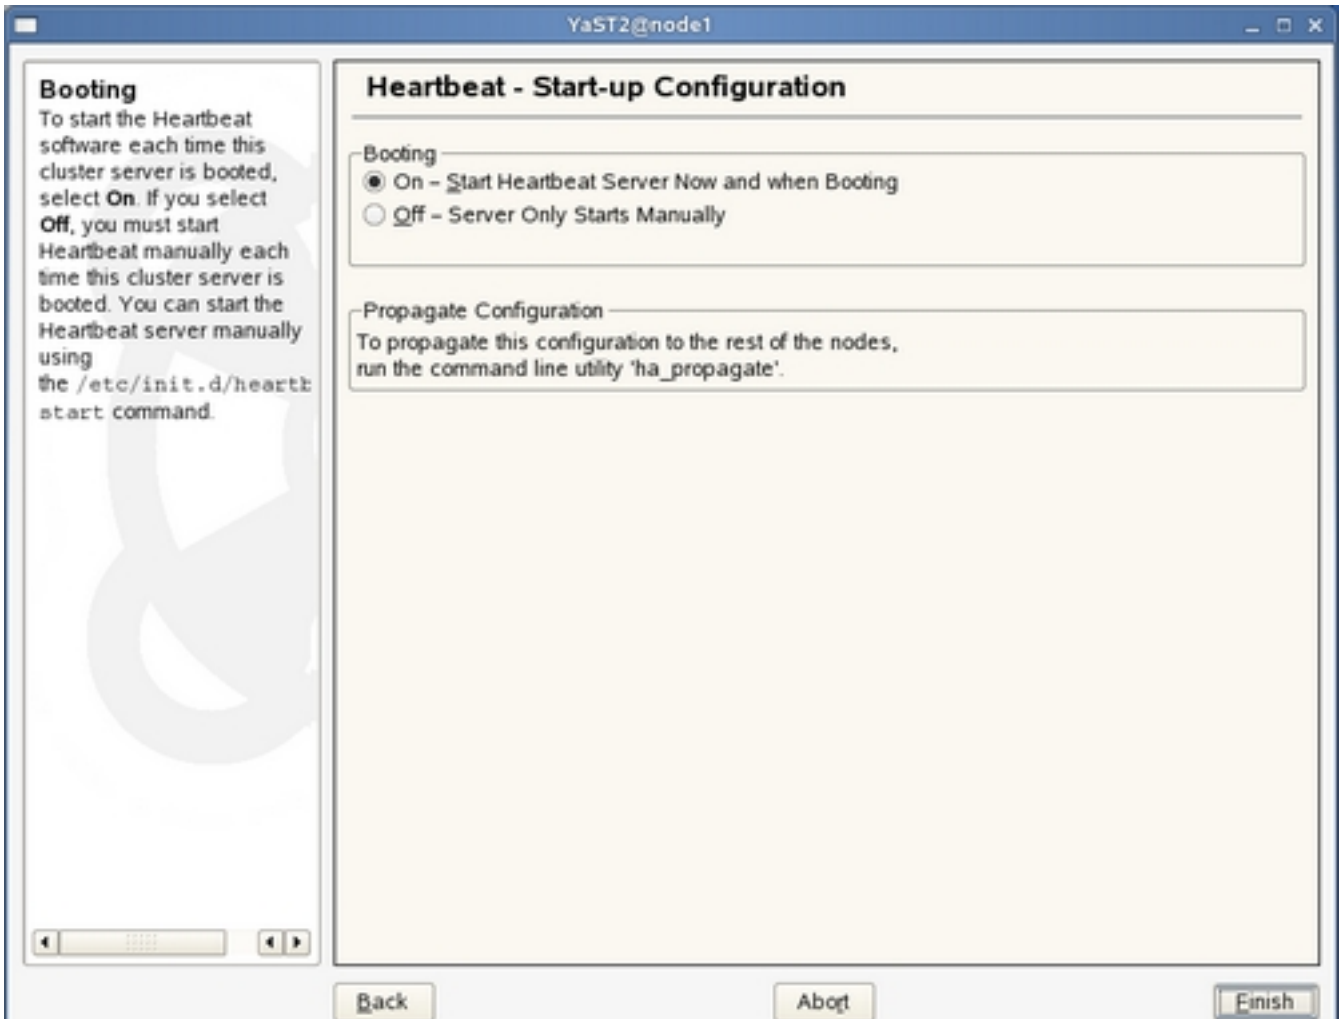 YaST2@node1
Booting
To start the Heartbeat
software each time this
cluster server is booted,
select On. If you select
Off, you must start
Heartbeat manually each
time this cluster server is
booted. You can start the
Heartbeat server manually
using
the /etc/init.d/heartb
start command.
Heartbeat - Start-up Configuration
Booting
On – Start Heartbeat Server Now and when Booting
Off – Server Only Starts Manually
Propagate Configuration
To propagate this configuration to the rest of the nodes,
run the command line utility 'ha_propagate'.
Back
Abort
Finish